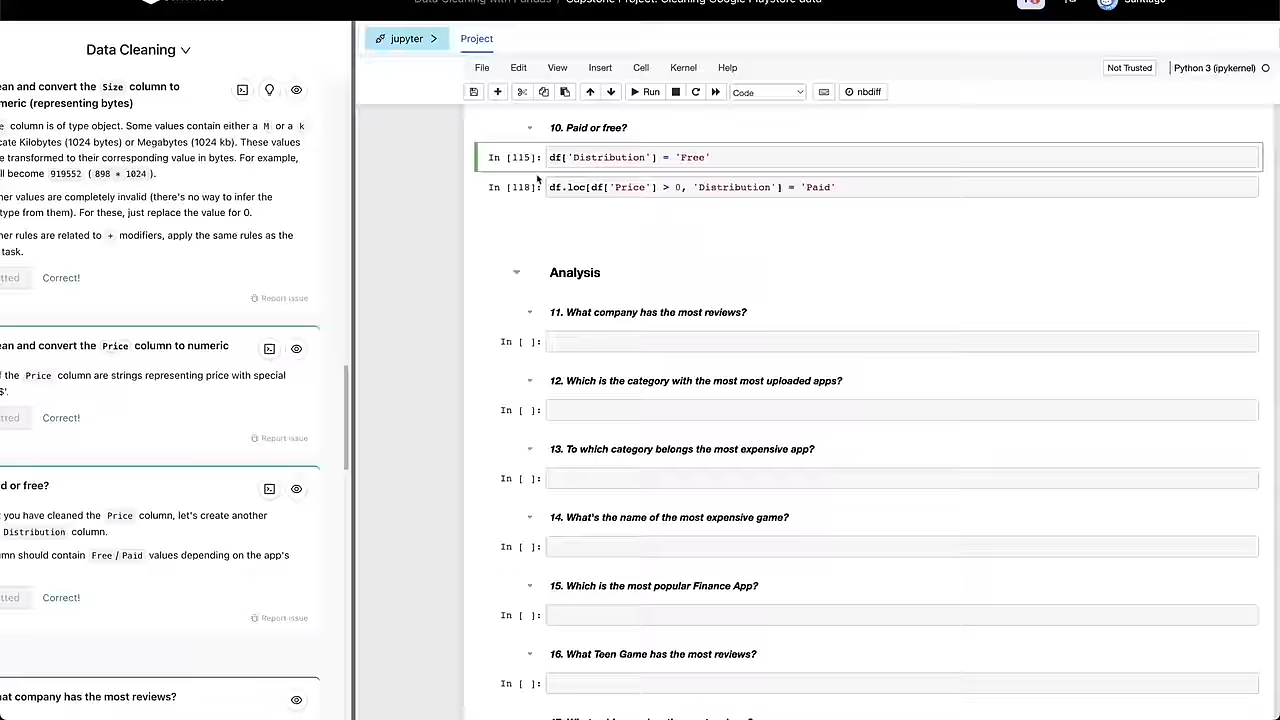 Data Cleaning with Pandas / Capstone Project: Cleaning Google Playstore data
Santiago
Data Cleaning
ean and convert the Size column to
meric (representing bytes)
e column is of type object. Some values contain either a M or a k
cate Kilobytes (1024 bytes) or Megabytes (1024 kb). These values
e transformed to their corresponding value in bytes. For example,
ll become 919552 ( 898 * 1024 ).
her values are completely invalid (there's no way to infer the
type from them). For these, just replace the value for 0.
her rules are related to + modifiers, apply the same rules as the
task.
tted Correct!
Report issue
ean and convert the Price column to numeric
f the Price column are strings representing price with special
$'.
tted Correct!
Report issue
d or free?
t you have cleaned the Price column, let's create another
Distribution column.
mn should contain Free / Paid values depending on the app's
tted Correct!
Report issue
hat company has the most reviews?
jupyter
Project
File Edit View Insert Cell Kernel Help
Not Trusted
Python 3 (ipykernel)
Run
Code
nbdiff
10. Paid or free?
In [115]: df['Distribution'] = 'Free'
In [118]: df.loc[df['Price'] > 0, 'Distribution'] = 'Paid'
Analysis
11. What company has the most reviews?
In [ ]:
12. Which is the category with the most most uploaded apps?
In [ ]:
13. To which category belongs the most expensive app?
In [ ]:
14. What's the name of the most expensive game?
In [ ]:
15. Which is the most popular Finance App?
In [ ]:
16. What Teen Game has the most reviews?
In [ ]: